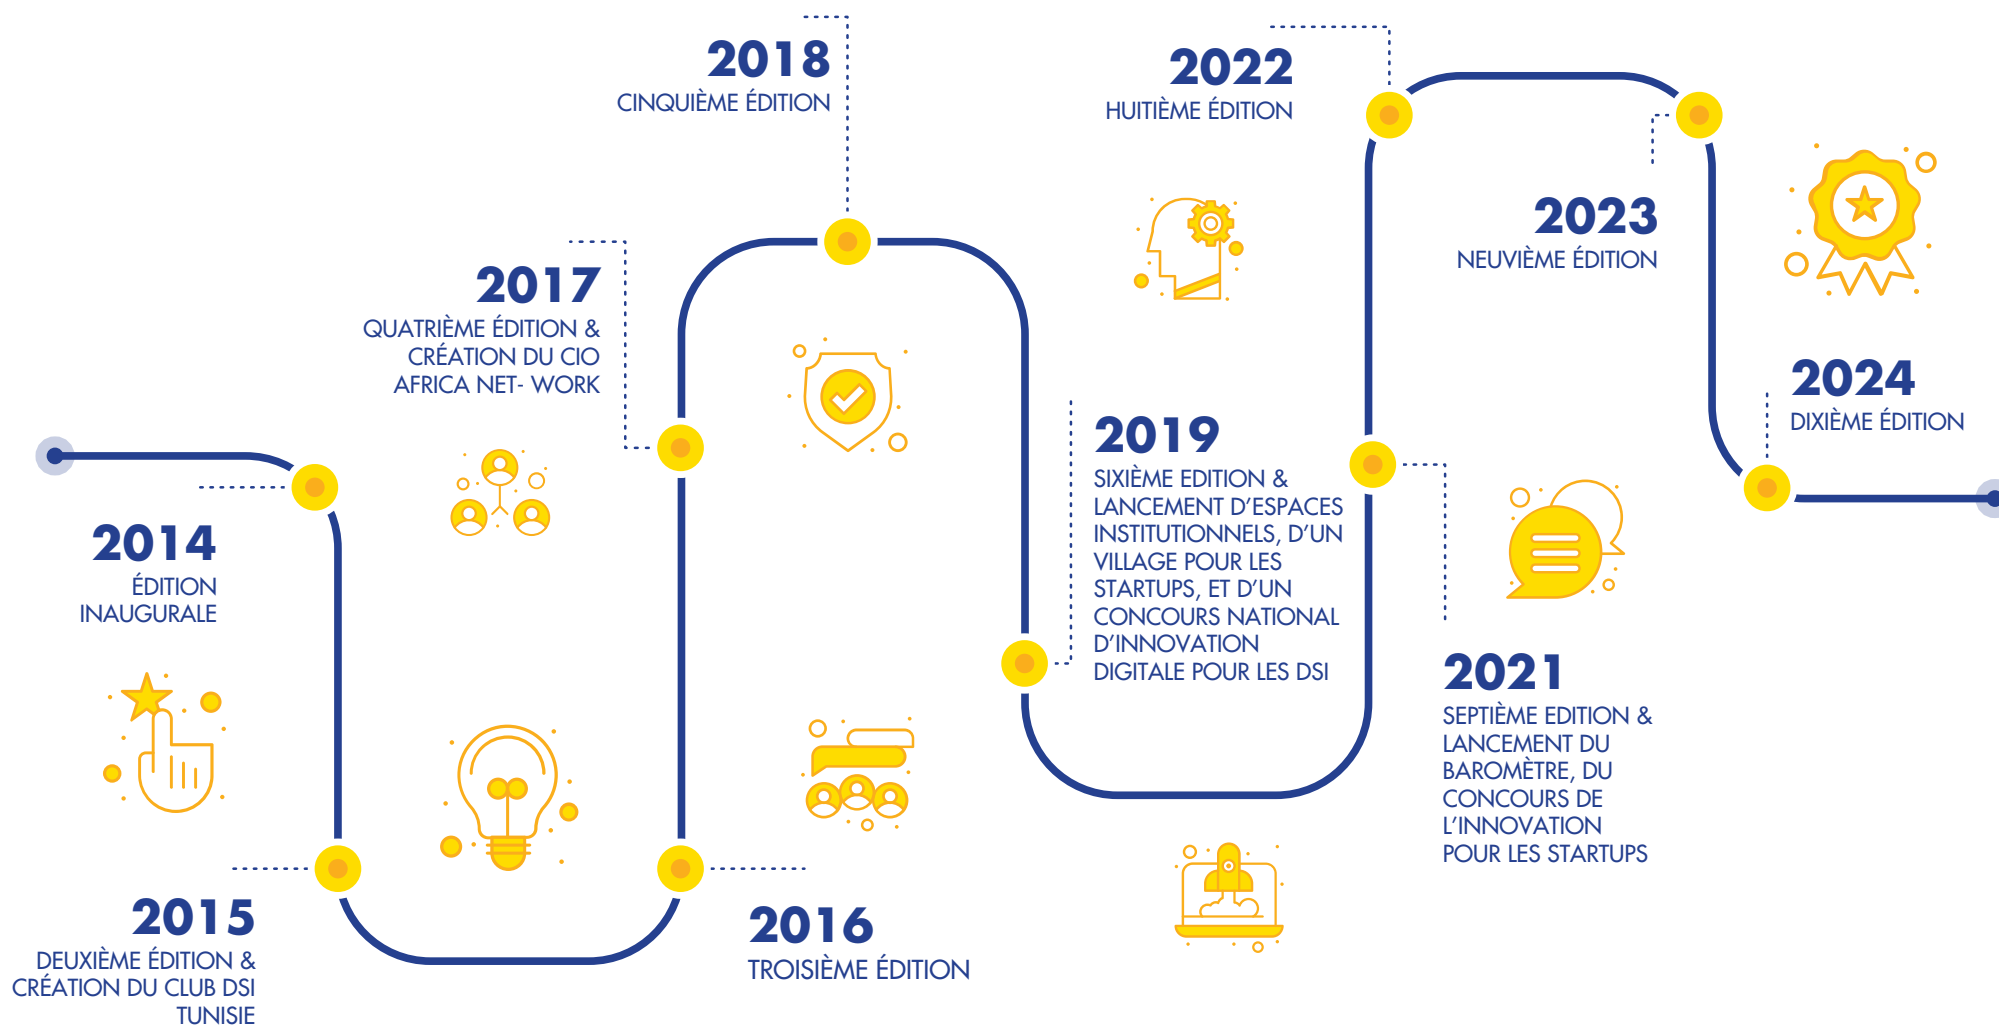 2014
ÉDITION
INAUGURALE
2015
DEUXIÈME ÉDITION &
CRÉATION DU CLUB DSI
TUNISIE
2016
TROISIÈME ÉDITION
2017
QUATRIÈME ÉDITION &
CRÉATION DU CIO
AFRICA NET- WORK
2018
CINQUIÈME ÉDITION
2019
SIXIÈME EDITION &
LANCEMENT D'ESPACES
INSTITUTIONNELS, D'UN
VILLAGE POUR LES
STARTUPS, ET D'UN
CONCOURS NATIONAL
D'INNOVATION
DIGITALE POUR LES DSI
2021
SEPTIÈME EDITION &
LANCEMENT DU
BAROMÈTRE, DU
CONCOURS DE
L'INNOVATION
POUR LES STARTUPS
2022
HUITIÈME ÉDITION
2023
NEUVIÈME ÉDITION
2024
DIXIÈME ÉDITION